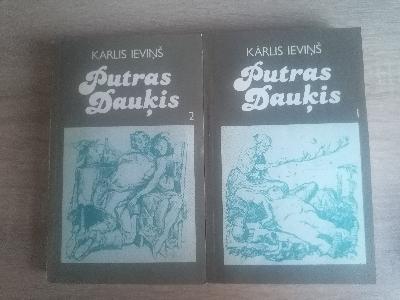 KĀRLIS IEVIŅŠ
Putras
Dauķis
2
KĀRLIS IEVIŅŠ
Putras
Dauķis
1